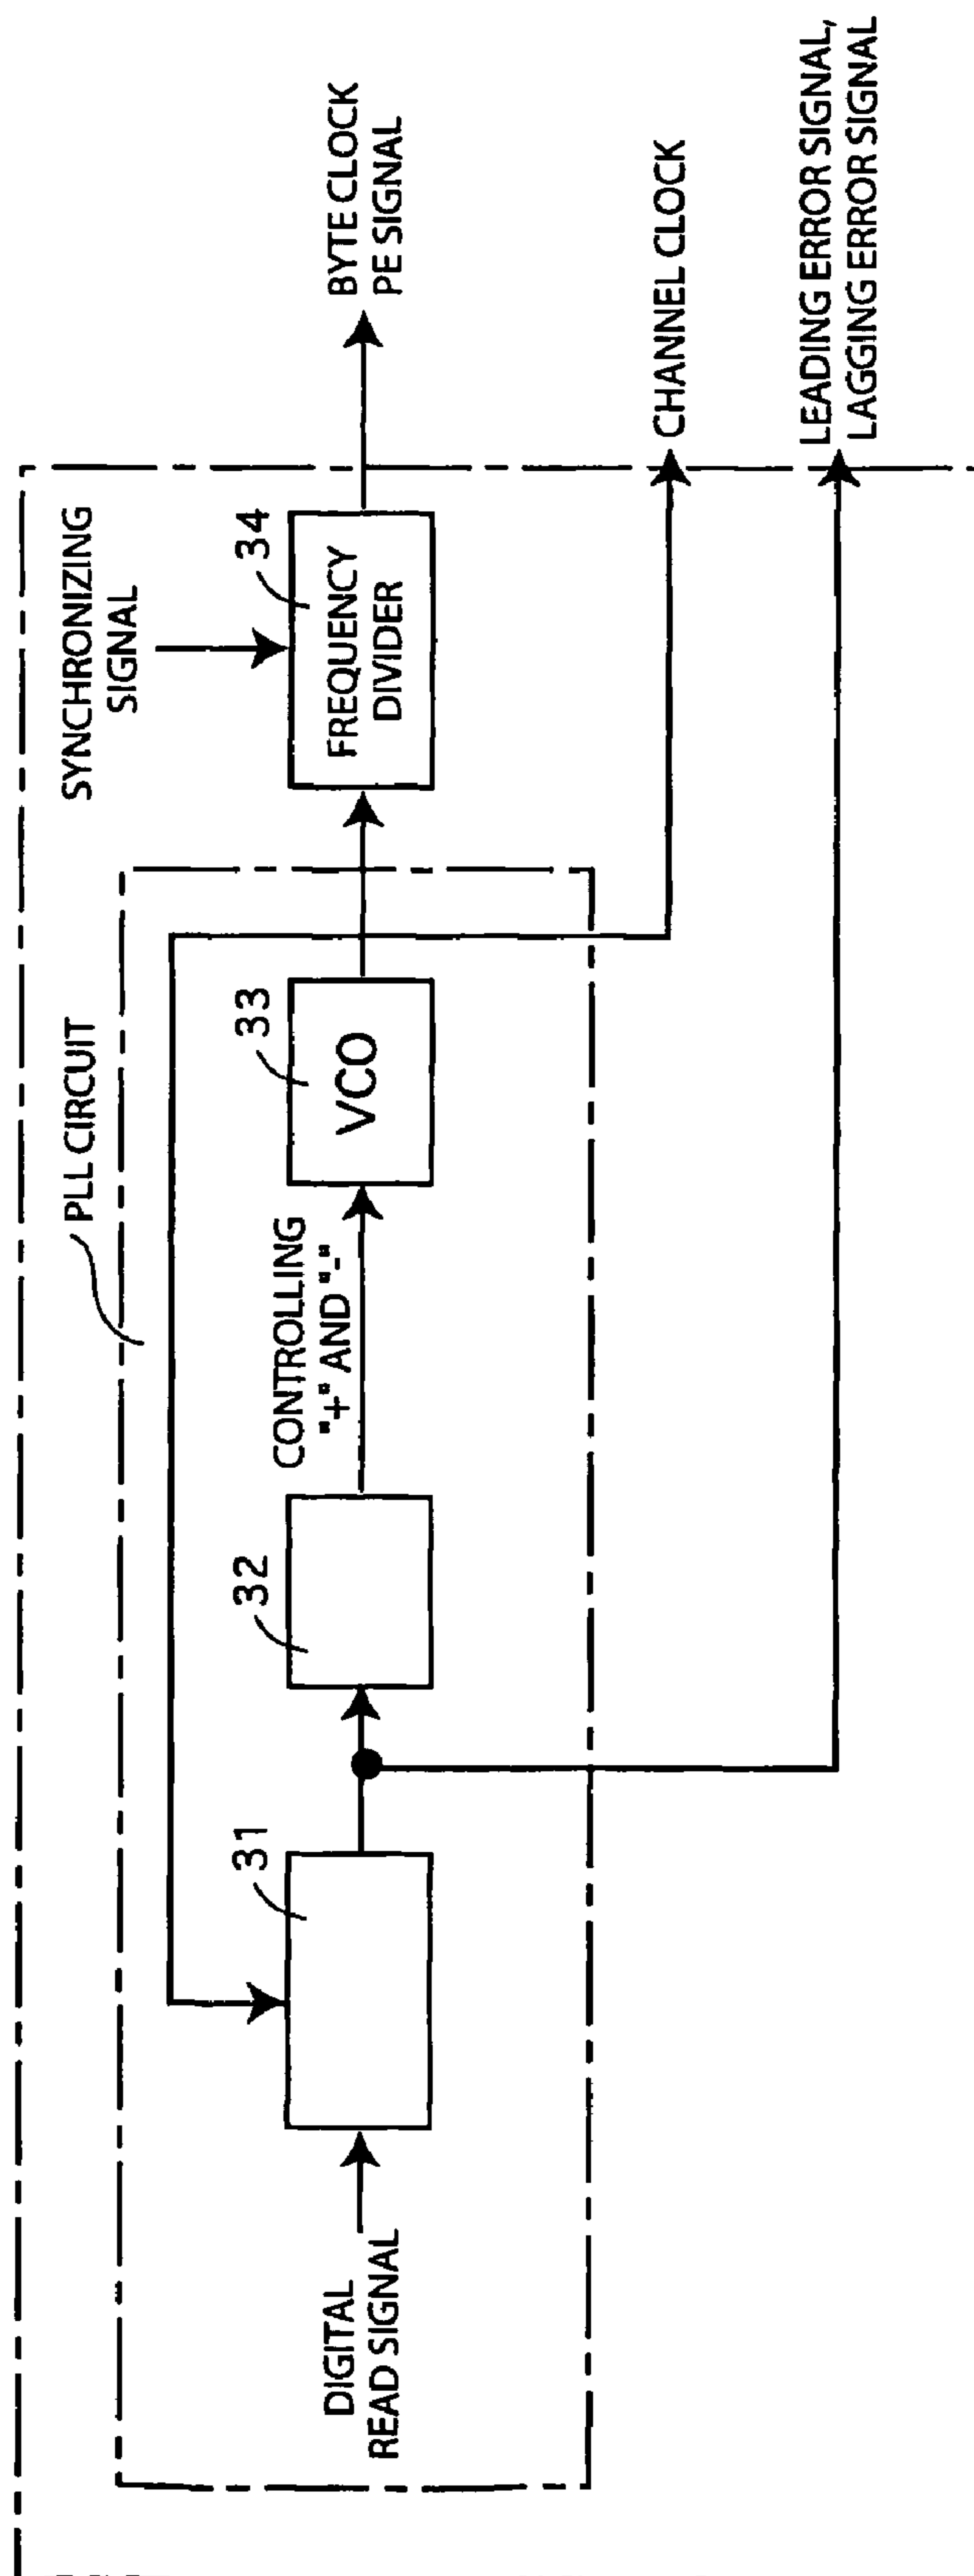 SYNCHRONIZING
SIGNAL
PLL CIRCUIT
DIGITAL
READ SIGNAL
31
32
CONTROLLING
"+" AND "-"
33
VCO
34
FREQUENCY
DIVIDER
BYTE CLOCK
PE SIGNAL
CHANNEL CLOCK
LEADING ERROR SIGNAL,
LAGGING ERROR SIGNAL